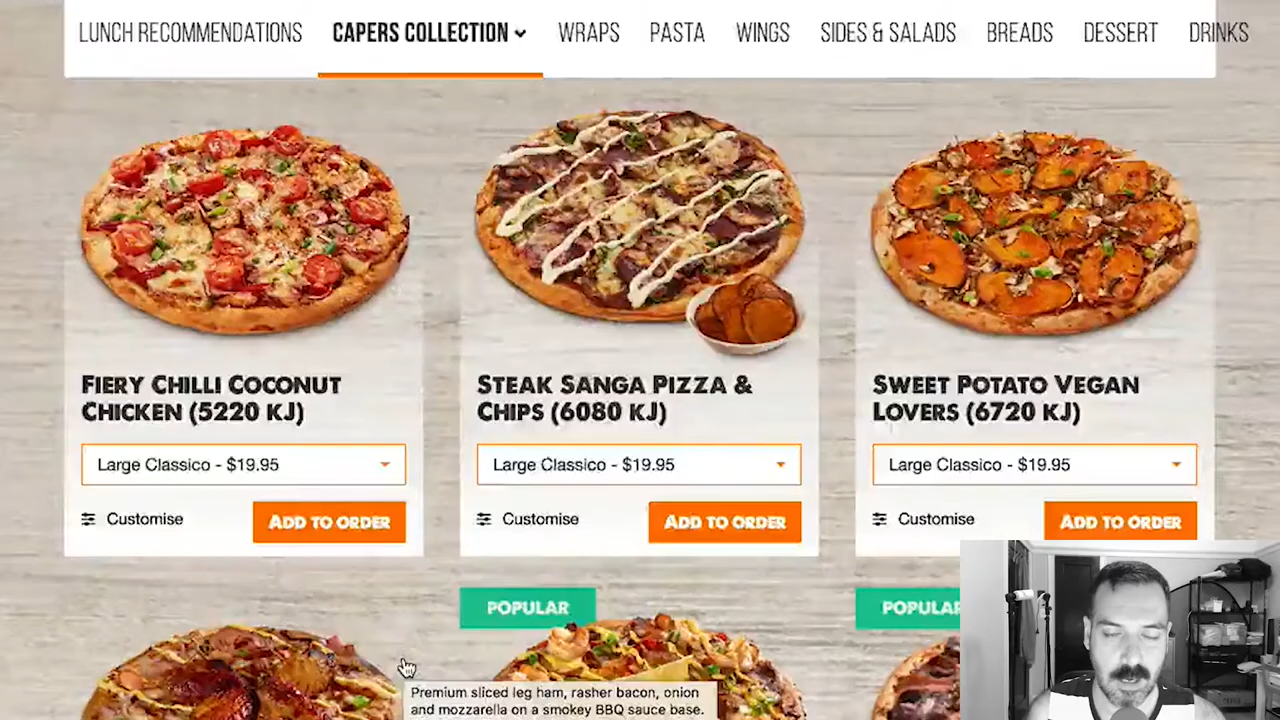 LUNCH RECOMMENDATIONS CAPERS COLLECTION WRAPS PASTA WINGS SIDES & SALADS BREADS DESSERT DRINKS
FIERY CHILLI COCONUT
CHICKEN (5220 KJ)
Large Classico - $19.95
Customise
ADD TO ORDER
STEAK SANGA PIZZA &
CHIPS (6080 KJ)
Large Classico - $19.95
Customise
ADD TO ORDER
SWEET POTATO VEGAN
LOVERS (6720 KJ)
Large Classico - $19.95
Customise
ADD TO ORDER
POPULAR
POPULAR
Premium sliced leg ham, rasher bacon, onion
and mozzarella on a smokey BBQ sauce base.